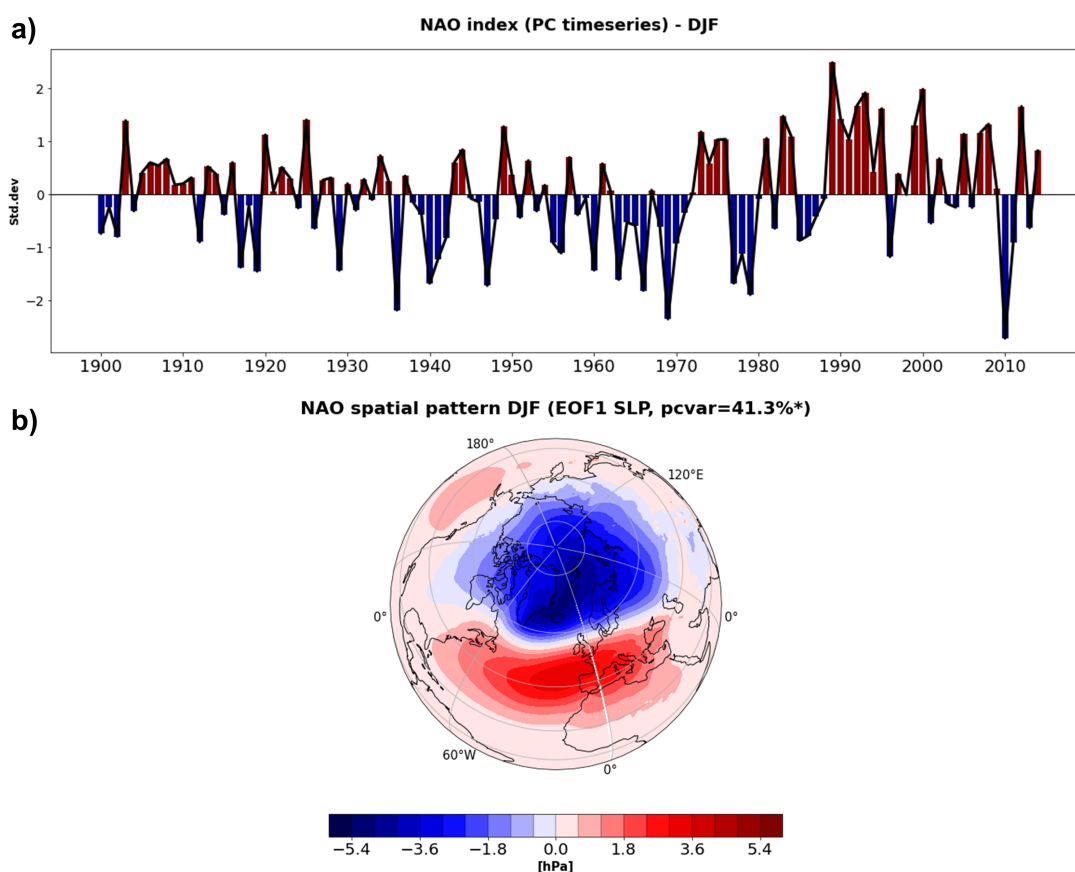 a)
NAO index (PC timeseries) - DJF
Std.dev
2
1
0
−1
−2
1900 1910 1920 1930 1940 1950 1960 1970 1980 1990 2000 2010
b)
NAO spatial pattern DJF (EOF1 SLP, pcvar=41.3%*)
180°
120°E
0°
0°
60°W
0°
−5.4 −3.6 −1.8 0.0 1.8 3.6 5.4
[hPa]